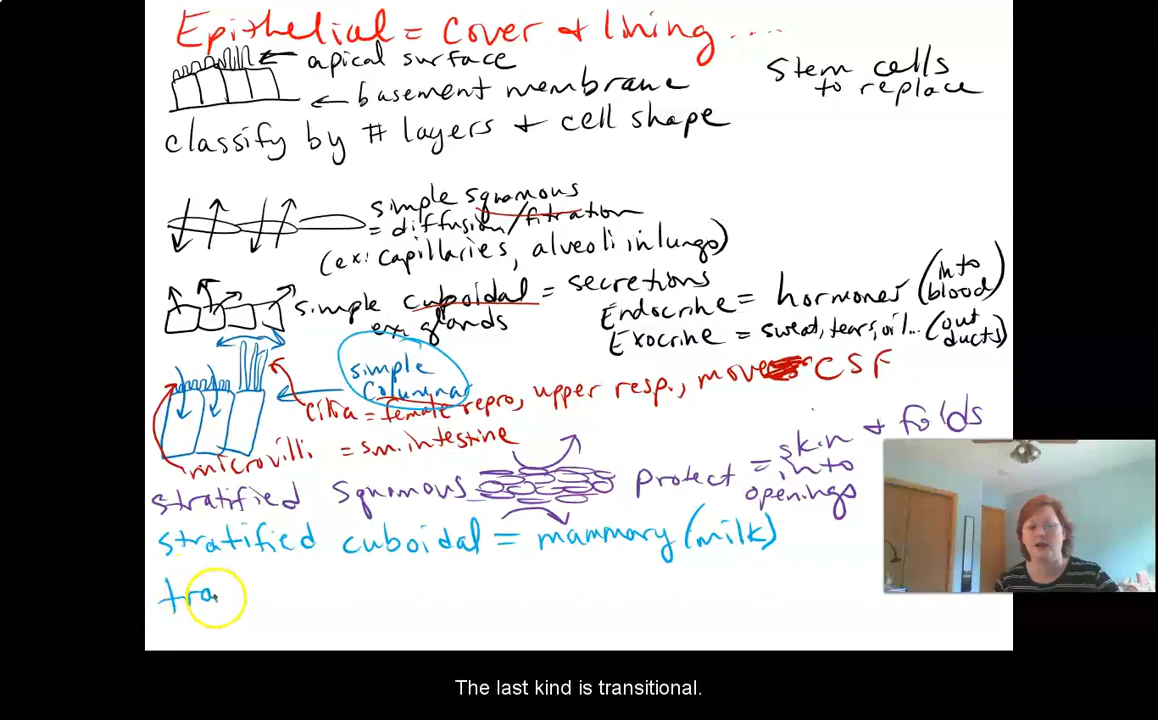 Epithelial = Cover & lining ....
← apical surface
← basement membrane
Stem cells
to replace
classify by # layers + cell shape
simple squamous
= diffusion/fitration
(ex: capillaries, alveoli in lungs)
simple cuboidal = secretions
ex: glands
Endocrine = hormones (into
blood)
Exocrine = sweat, tears, oil... (out
ducts)
simple
Columnar
cilia = female repro, upper resp., move CSF
microvilli = sm. intestine
stratified squamous
protect = skin & folds
into
openings
stratified cuboidal = mammary (milk)
tra
The last kind is transitional.